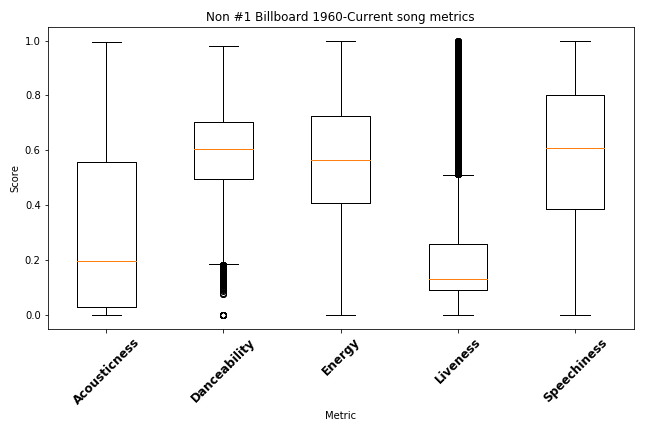 Non #1 Billboard 1960-Current song metrics
1.0
0.8
0.6
0.4
0.2
0.0
Score
Acousticness
Danceability
Energy
Liveness
Speechiness
Metric